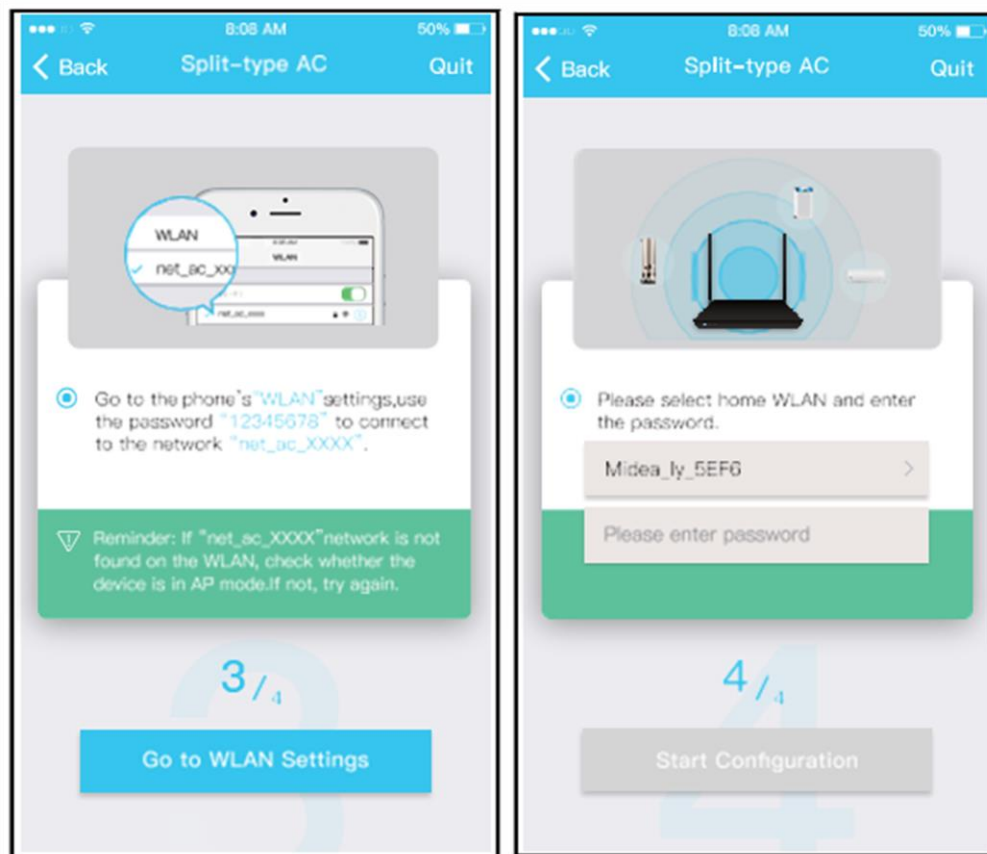 8:08 AM
50%
Back
Split-type AC
Quit
WLAN
net_ac_xxx
WLAN
net_ac_xxxx
Go to the phone`s"WLAN"settings,use
the password "12345678" to connect
to the network "net_ac_XXXX".
Reminder: If "net_ac_XXXX"network is not
found on the WLAN, check whether the
device is in AP mode.If not, try again.
3/4
3
Go to WLAN Settings
8:08 AM
50%
Back
Split-type AC
Quit
Please select home WLAN and enter
the password.
Midea_ly_5EF6
Please enter password
4/4
4
Start Configuration